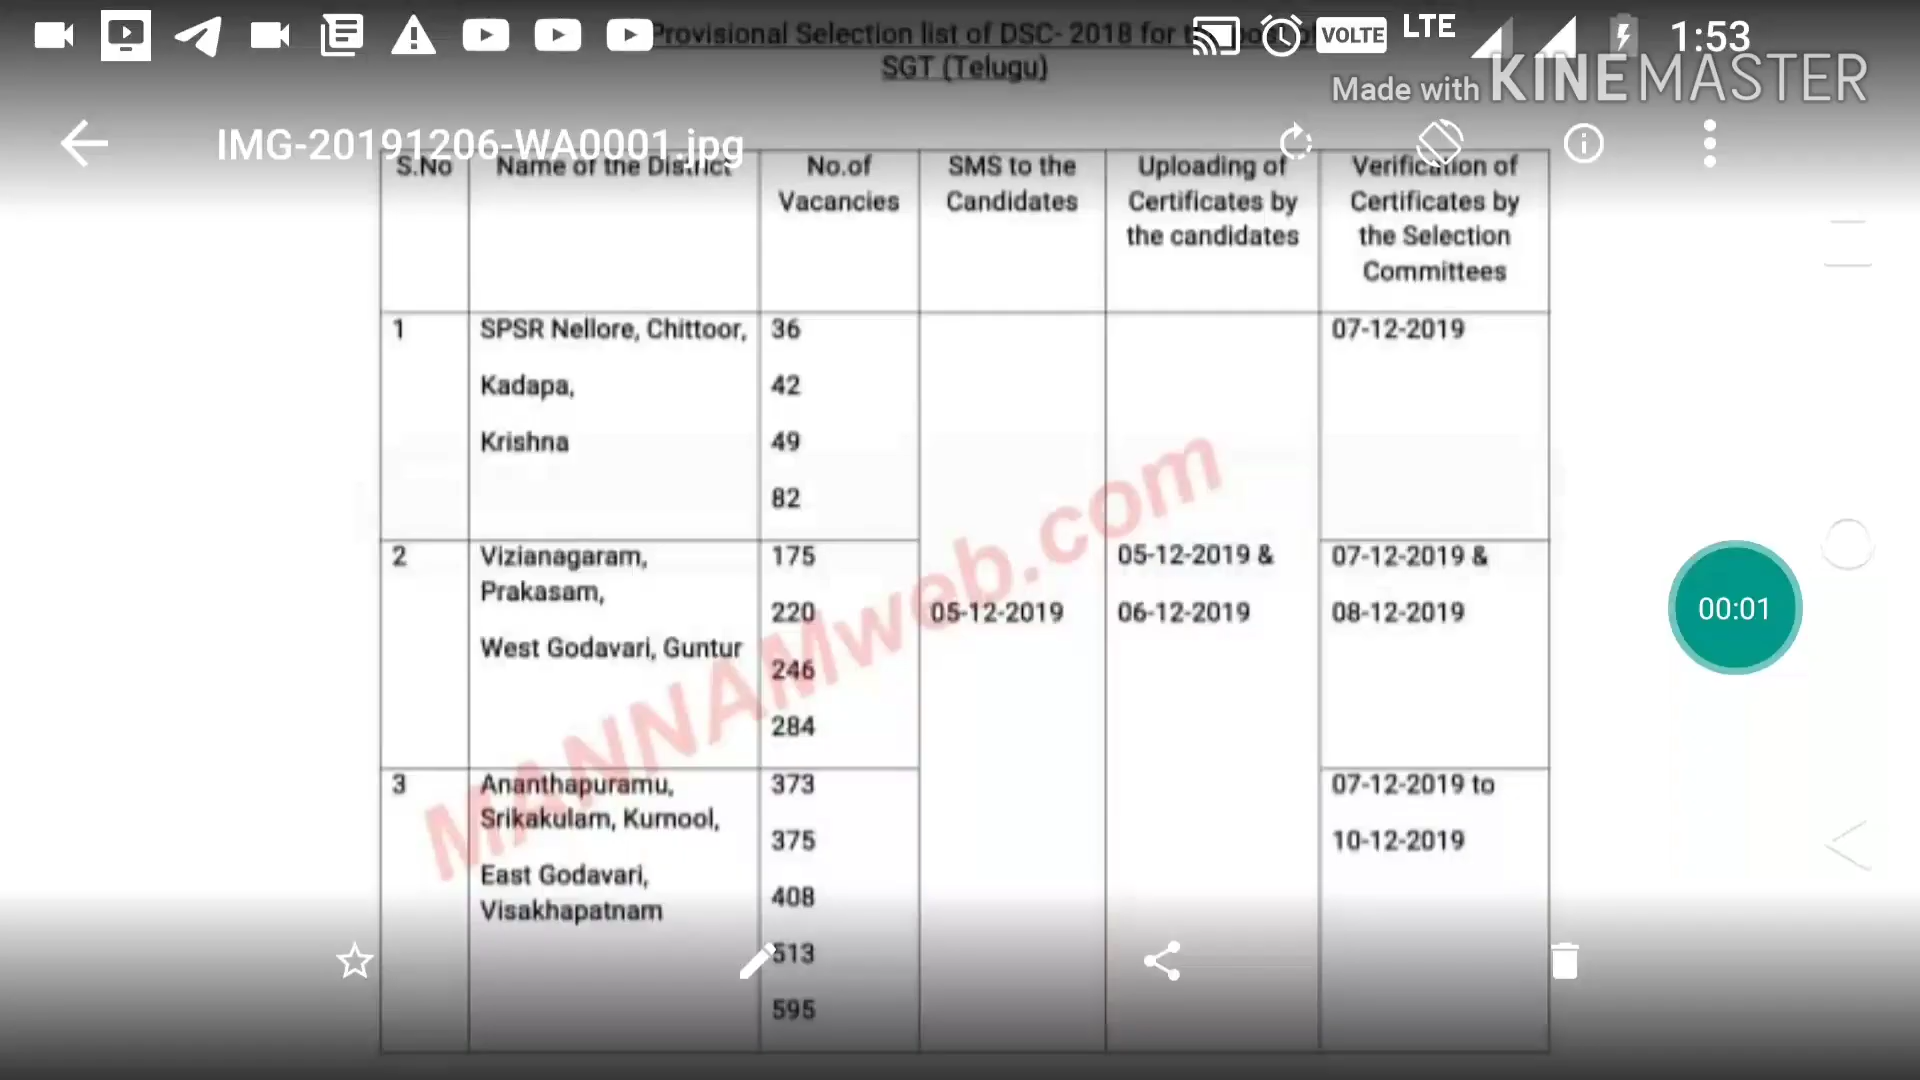 VOLTE LTE 1:53
Provisional Selection list of DSC- 2018 for
SGT (Telugu)
Made with KINEMASTER
IMG-20191206-WA0001.jpg
S.No Name of the District No.of Vacancies SMS to the Candidates Uploading of Certificates by the candidates Verification of Certificates by the Selection Committees
1 SPSR Nellore, Chittoor, 36 07-12-2019
Kadapa, 42
Krishna 49
82
2 Vizianagaram, 175 05-12-2019 & 07-12-2019 &
Prakasam,
220 05-12-2019 06-12-2019 08-12-2019
West Godavari, Guntur
246
284
3 Ananthapuramu, 373 07-12-2019 to
Srikakulam, Kurnool,
375 10-12-2019
East Godavari,
408
Visakhapatnam
513
595
MANNAMweb.com
00:01